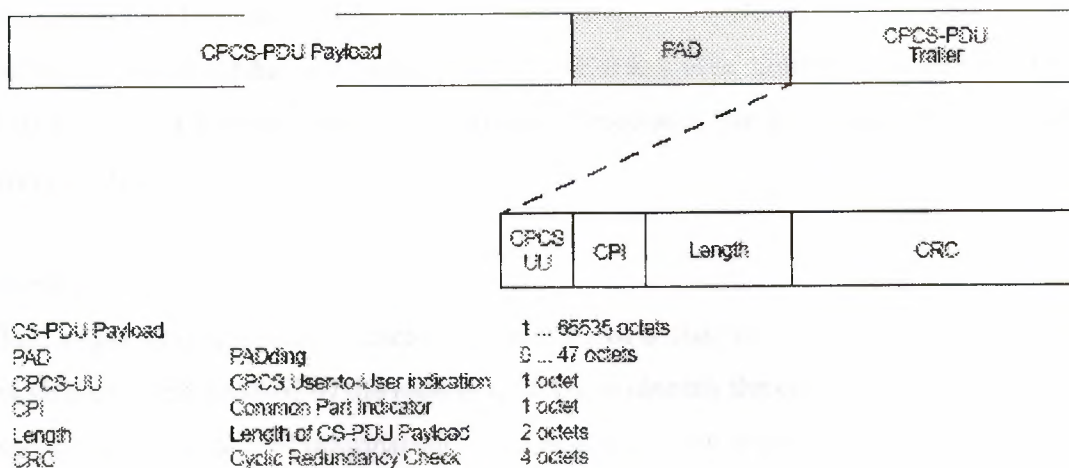 CPCS-PDU Payload
PAD
CPCS-PDU
Trailer
CPCS
UU
CPI
Length
CRC
CS-PDU Payload 1 ... 65535 octets
PAD PADding 0 ... 47 octets
CPCS-UU CPCS User-to-User indication 1 octet
CPI Common Part Indicator 1 octet
Length Length of CS-PDU Payload 2 octets
CRC Cyclic Redundancy Check 4 octets